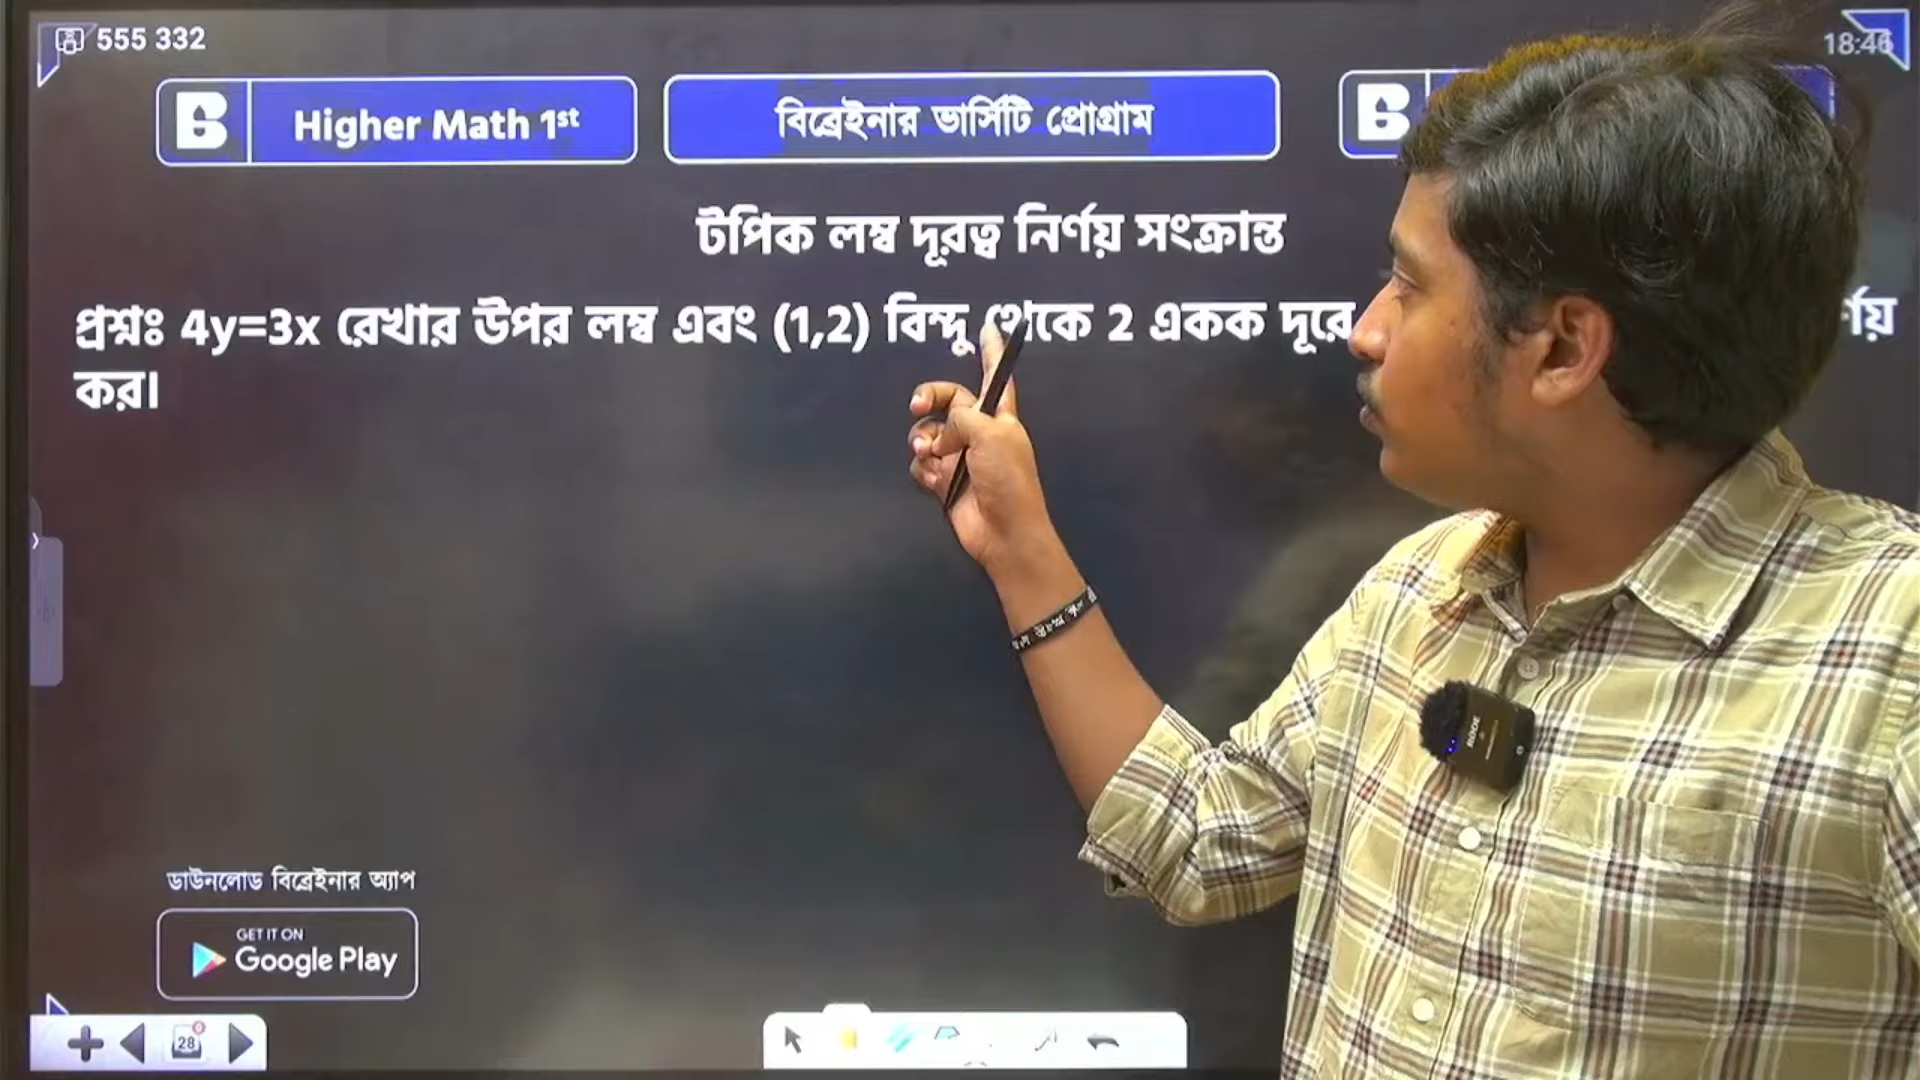 555 332
18:46
B Higher Math 1st
বিব্রেইনার ভার্সিটি প্রোগ্রাম
B
টপিক লম্ব দূরত্ব নির্ণয় সংক্রান্ত
প্রশ্নঃ 4y=3x রেখার উপর লম্ব এবং (1,2) বিন্দু থেকে 2 একক দূরে
কর।
ডাউনলোড বিব্রেইনার অ্যাপ
GET IT ON
Google Play
28
RODE